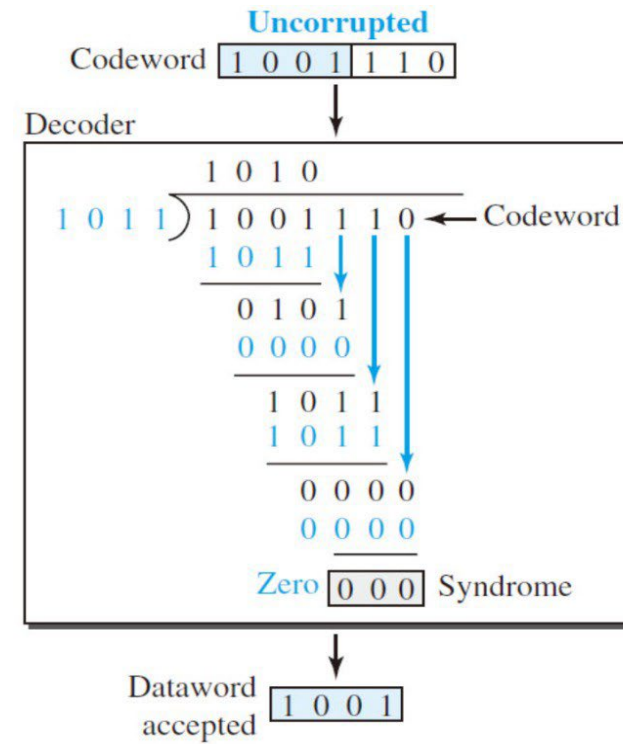 Uncorrupted
Codeword 1 0 0 1 1 1 0
Decoder
1 0 1 0
1 0 1 1 ) 1 0 0 1 1 1 0 Codeword
1 0 1 1
0 1 0 1
0 0 0 0
1 0 1 1
1 0 1 1
0 0 0 0
0 0 0 0
Zero 0 0 0 Syndrome
Dataword
accepted 1 0 0 1